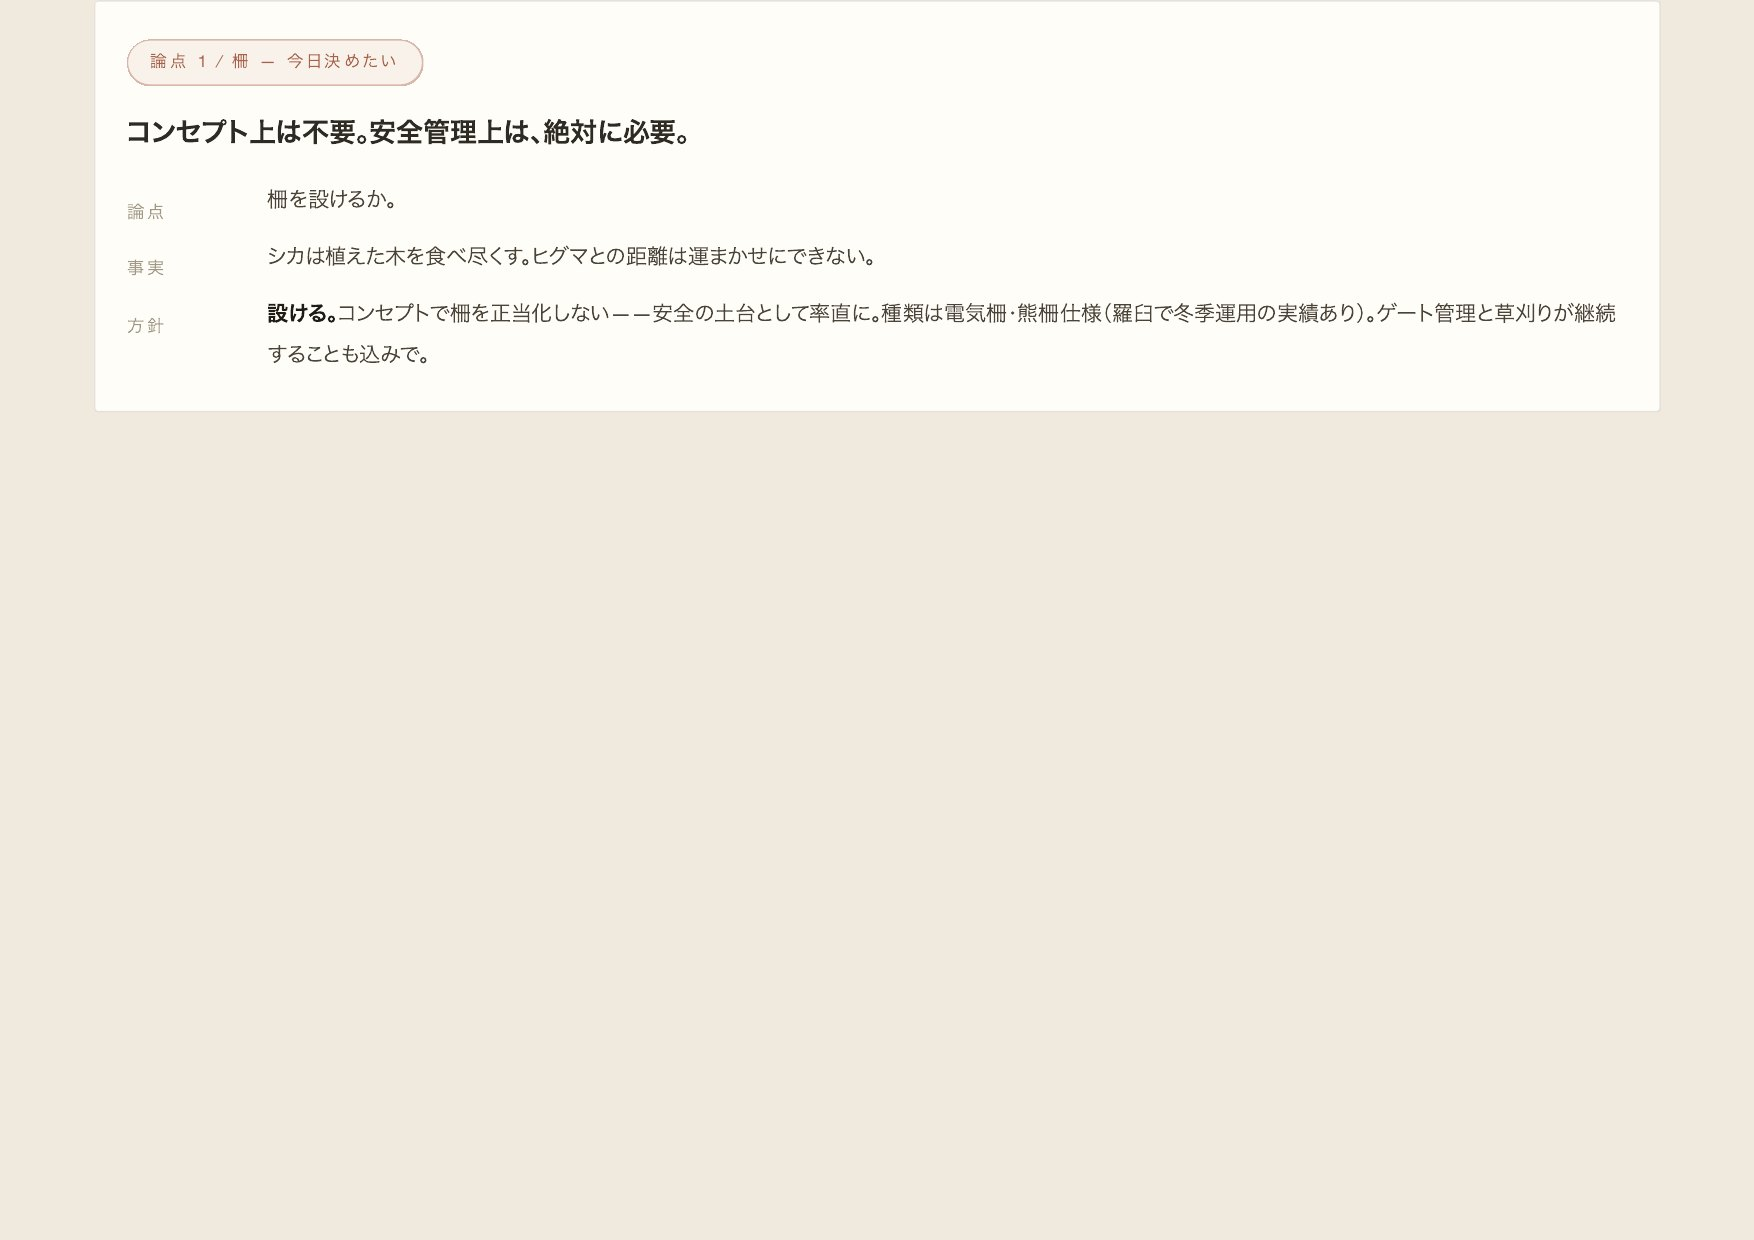 論点 1 / 柵 — 今日決めたい
コンセプト上は不要。安全管理上は、絶対に必要。
論点 柵を設けるか。
事実 シカは植えた木を食べ尽くす。ヒグマとの距離は運まかせにできない。
方針 設ける。コンセプトで柵を正当化しない——安全の土台として率直に。種類は電気柵・熊柵仕様（羅臼で冬季運用の実績あり）。ゲート管理と草刈りが継続
することも込みで。